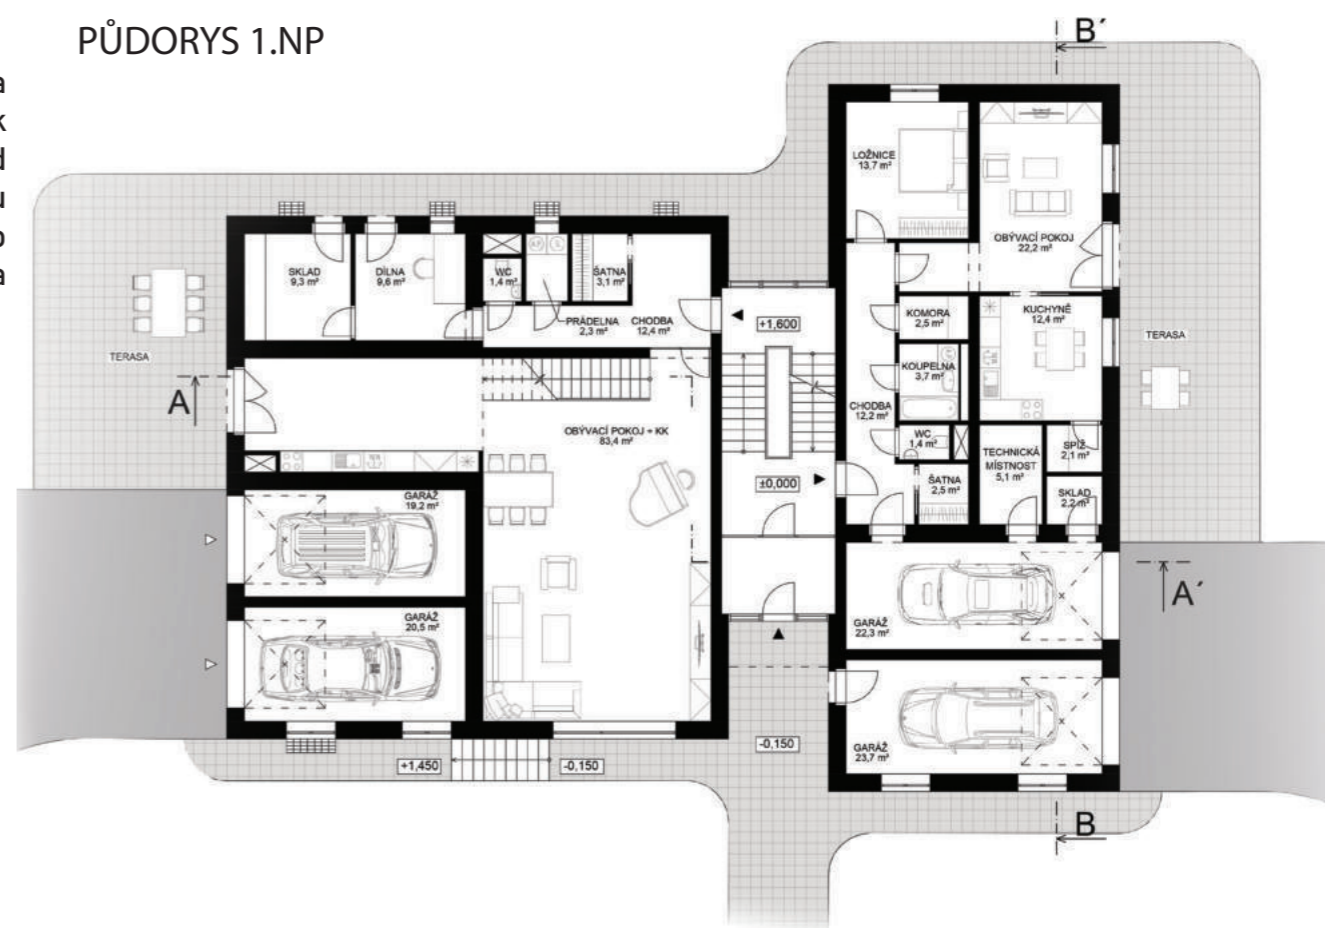 PŮDORYS 1.NP
a
k
d
u
o
a
B´
LOŽNICE
13,7 m²
OBÝVACÍ POKOJ
22,2 m²
SKLAD
9,3 m²
DÍLNA
9,6 m²
WC
1,4 m²
ŠATNA
3,1 m²
PRÁDELNA
2,3 m²
CHODBA
12,4 m²
+1,600
KOMORA
2,5 m²
KUCHYNĚ
12,4 m²
TERASA
TERASA
KOUPELNA
3,7 m²
A
CHODBA
12,2 m²
OBÝVACÍ POKOJ + KK
83,4 m²
WC
1,4 m²
TECHNICKÁ
MÍSTNOST
5,1 m²
SPÍŽ
2,1 m²
±0,000
ŠATNA
2,5 m²
SKLAD
2,2 m²
GARÁŽ
19,2 m²
A´
GARÁŽ
20,5 m²
GARÁŽ
22,3 m²
GARÁŽ
23,7 m²
-0,150
+1,450
-0,150
B